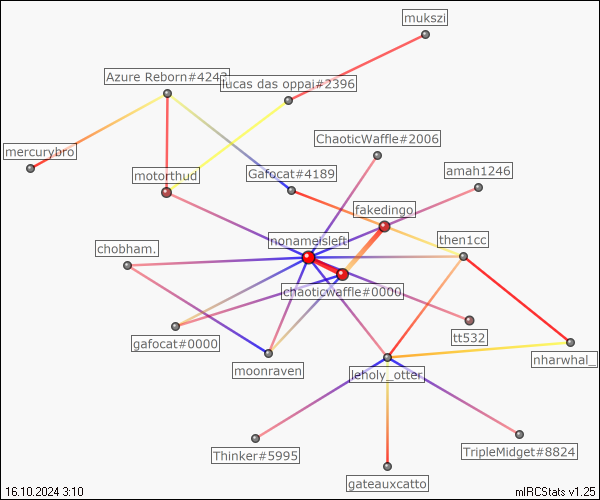 mukszi
Azure Reborn#4243
lucas das oppai#2396
ChaoticWaffle#2006
mercurybro
motorthud
Gafocat#4189
amah1246
fakedingo
nonameisleft
then1cc
chobham.
chaoticwaffle#0000
gafocat#0000
tt532
nharwhal_
moonraven
leholy_otter
Thinker#5995
TripleMidget#8824
gateauxcatto
16.10.2024 3:10
mIRCStats v1.25